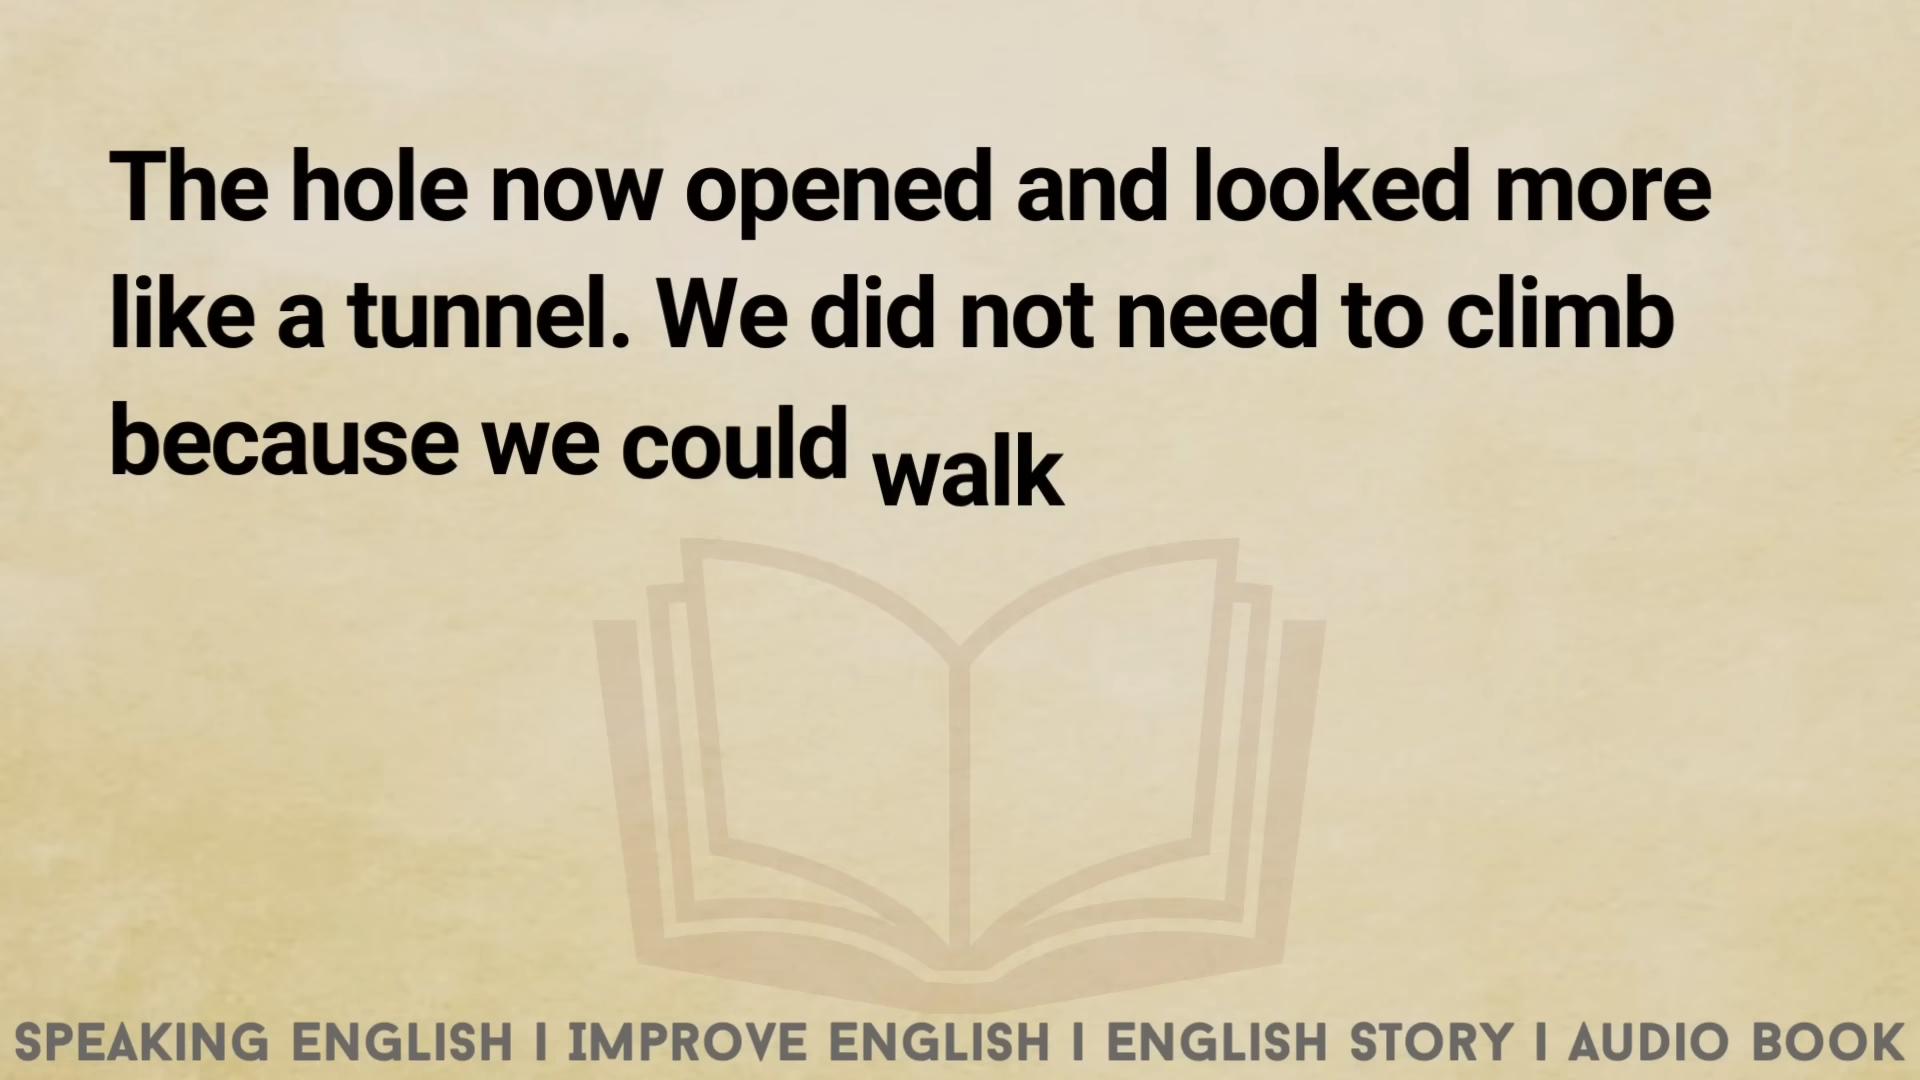 The hole now opened and looked more
like a tunnel. We did not need to climb
because we could walk
SPEAKING ENGLISH | IMPROVE ENGLISH | ENGLISH STORY | AUDIO BOOK